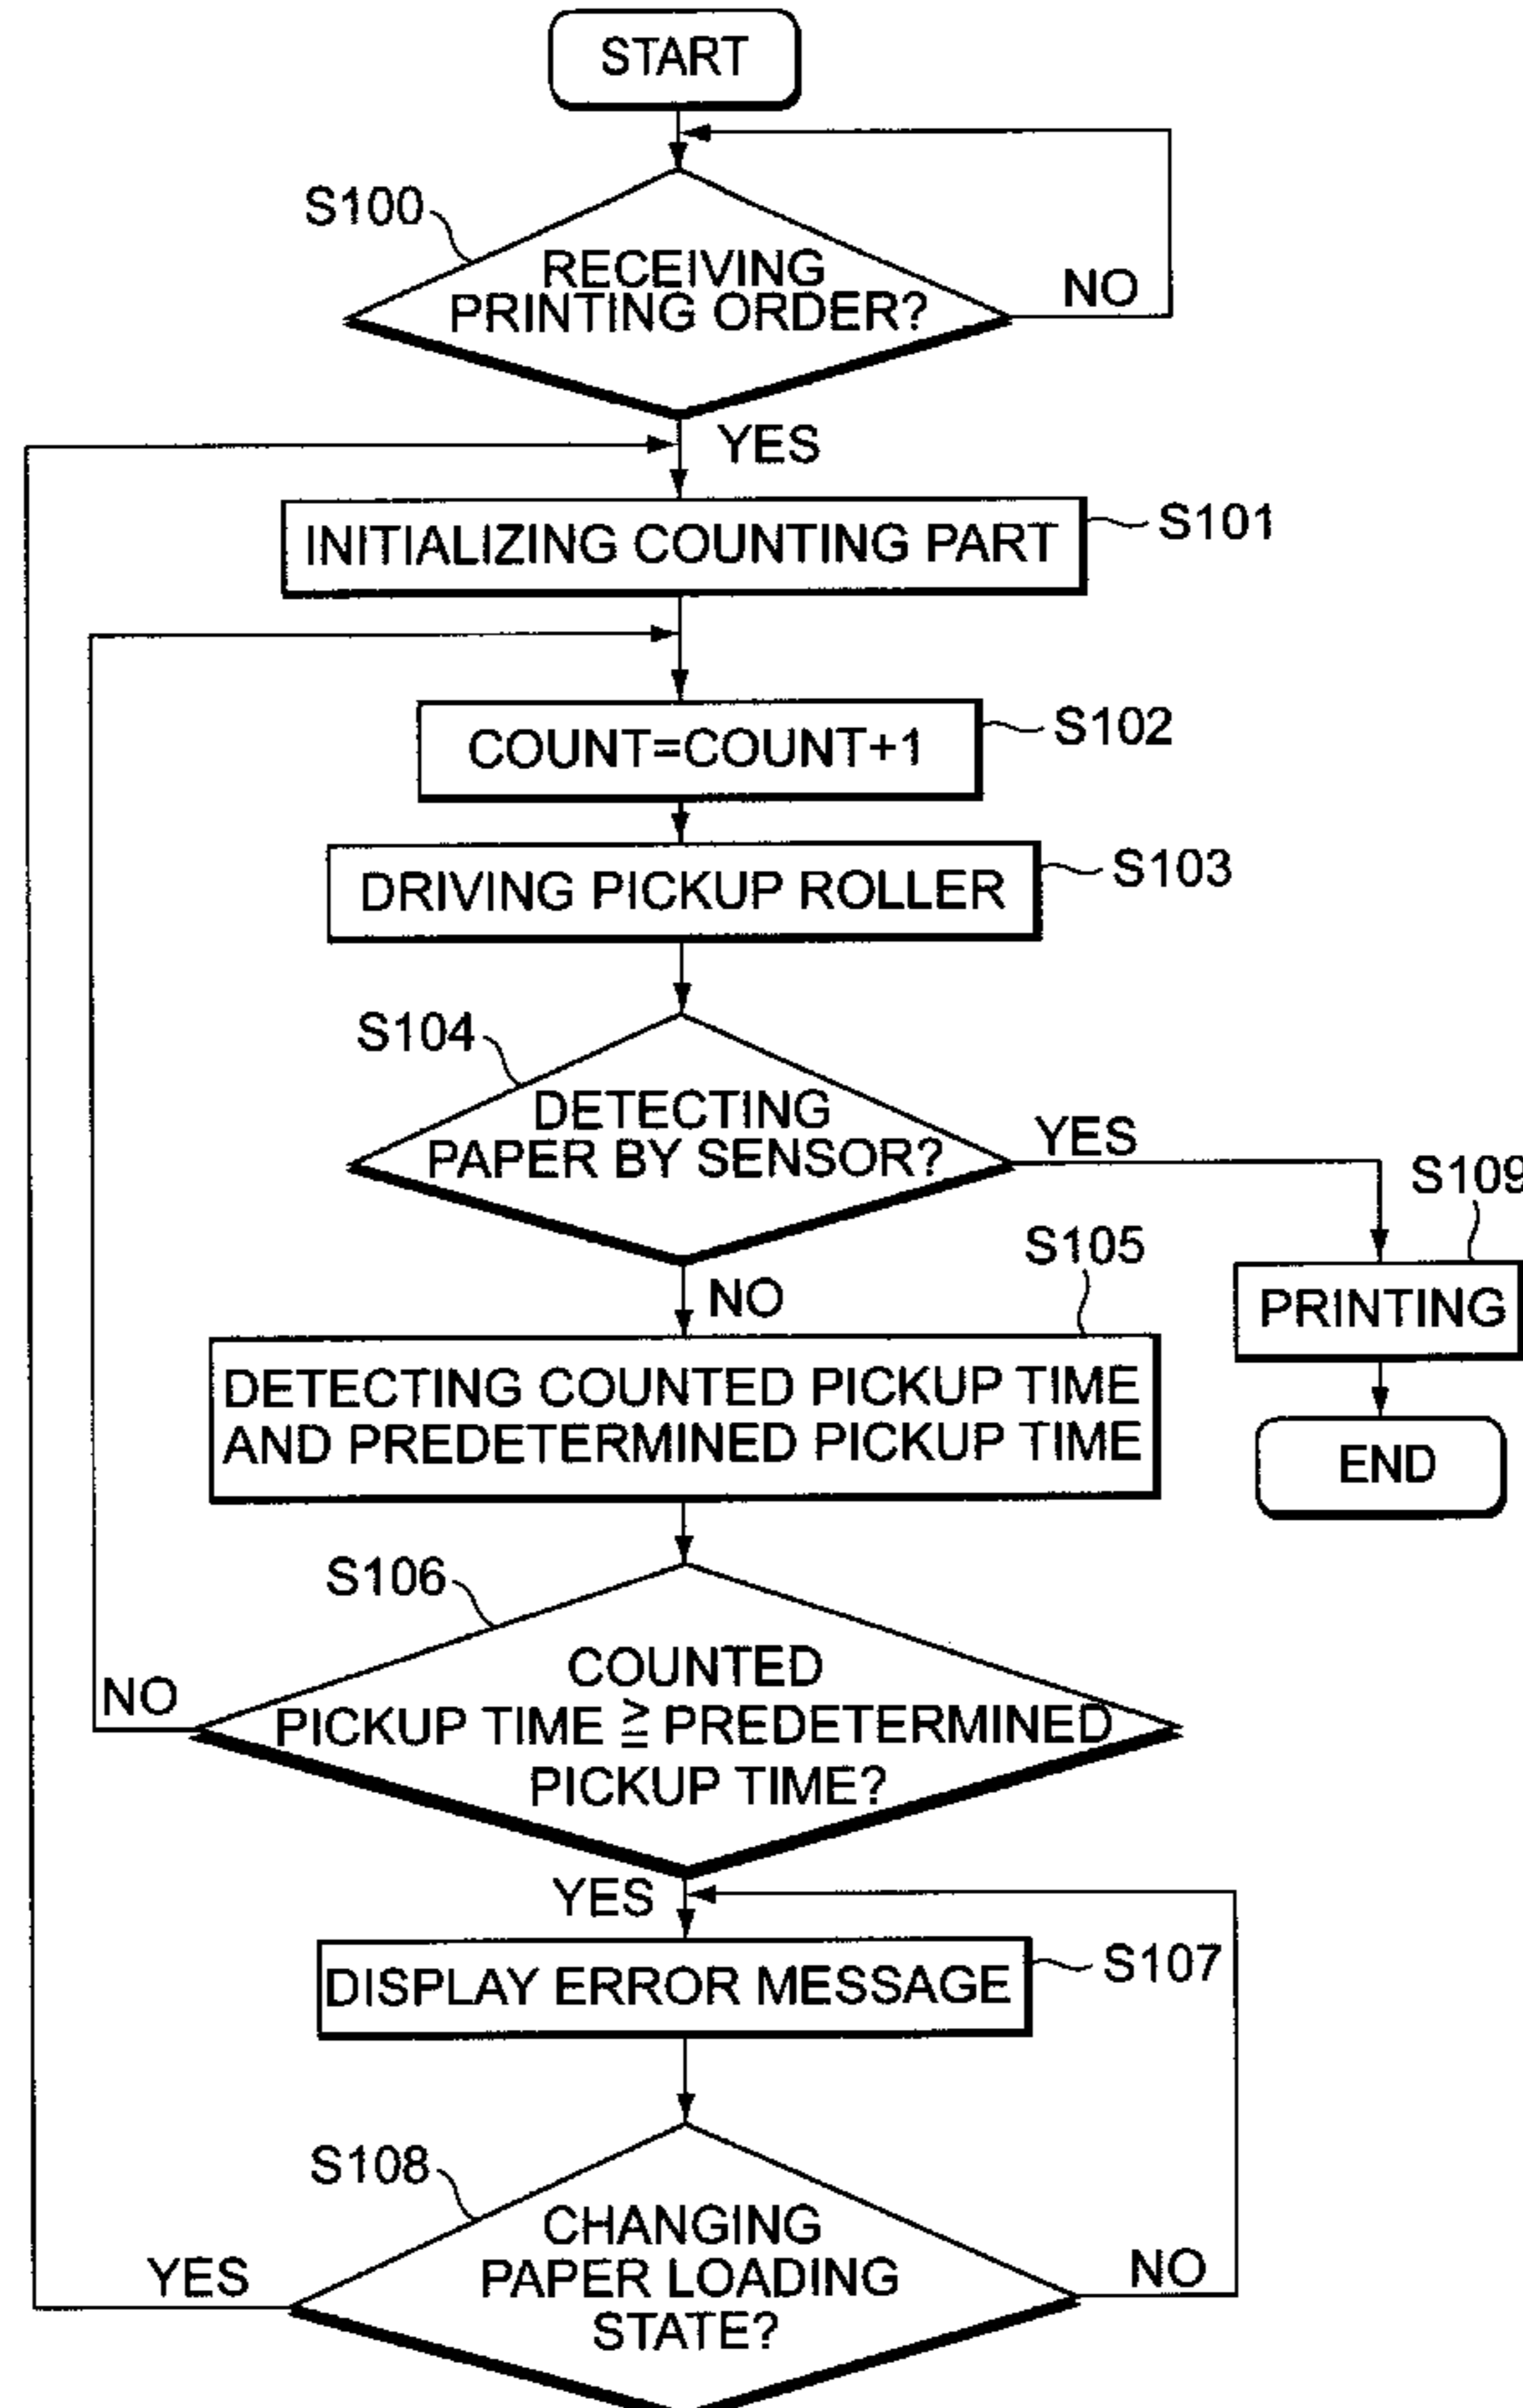 START
S100
RECEIVING
PRINTING ORDER?
NO
YES
INITIALIZING COUNTING PART
S101
COUNT=COUNT+1
S102
DRIVING PICKUP ROLLER
S103
S104
DETECTING
PAPER BY SENSOR?
YES
S109
PRINTING
END
NO
S105
DETECTING COUNTED PICKUP TIME
AND PREDETERMINED PICKUP TIME
S106
COUNTED
PICKUP TIME ≧ PREDETERMINED
PICKUP TIME?
NO
YES
DISPLAY ERROR MESSAGE
S107
S108
CHANGING
PAPER LOADING
STATE?
YES
NO